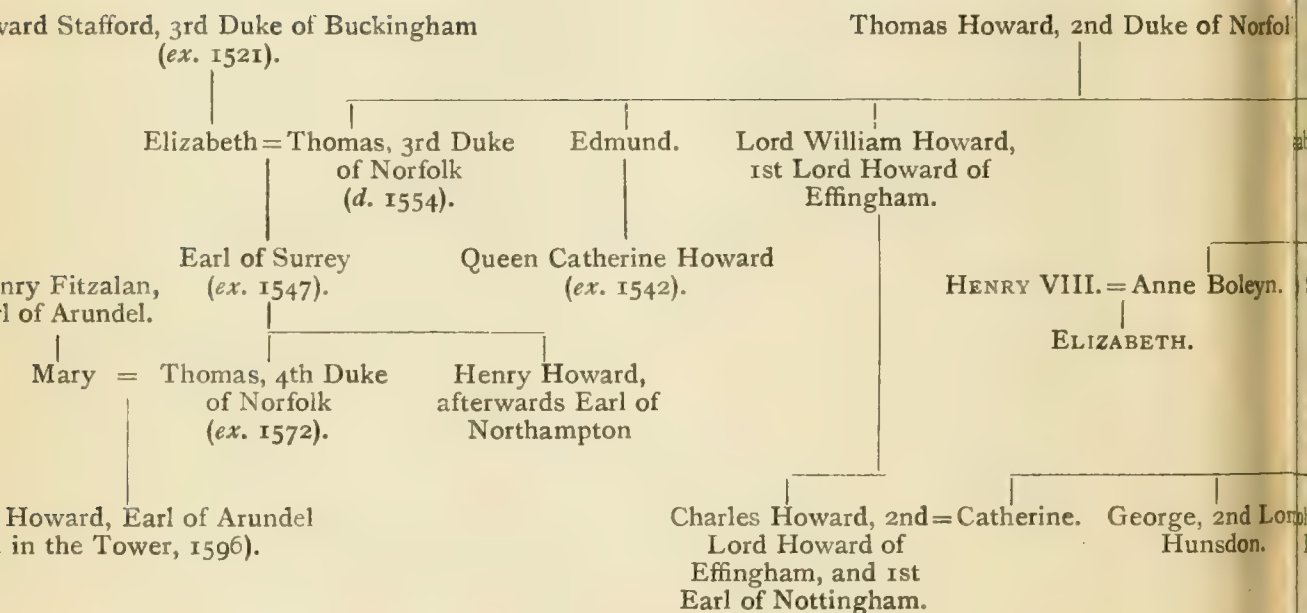 ward Stafford, 3rd Duke of Buckingham
(ex. 1521).
Thomas Howard, 2nd Duke of Norfol
Elizabeth = Thomas, 3rd Duke
of Norfolk
(d. 1554).
Edmund.
Lord William Howard,
1st Lord Howard of
Effingham.
Earl of Surrey
(ex. 1547).
Queen Catherine Howard
(ex. 1542).
nry Fitzalan,
l of Arundel.
HENRY VIII. = Anne Boleyn.
ELIZABETH.
Mary = Thomas, 4th Duke
of Norfolk
(ex. 1572).
Henry Howard,
afterwards Earl of
Northampton
Howard, Earl of Arundel
in the Tower, 1596).
Charles Howard, 2nd = Catherine.
Lord Howard of
Effingham, and 1st
Earl of Nottingham.
George, 2nd Lor
Hunsdon.